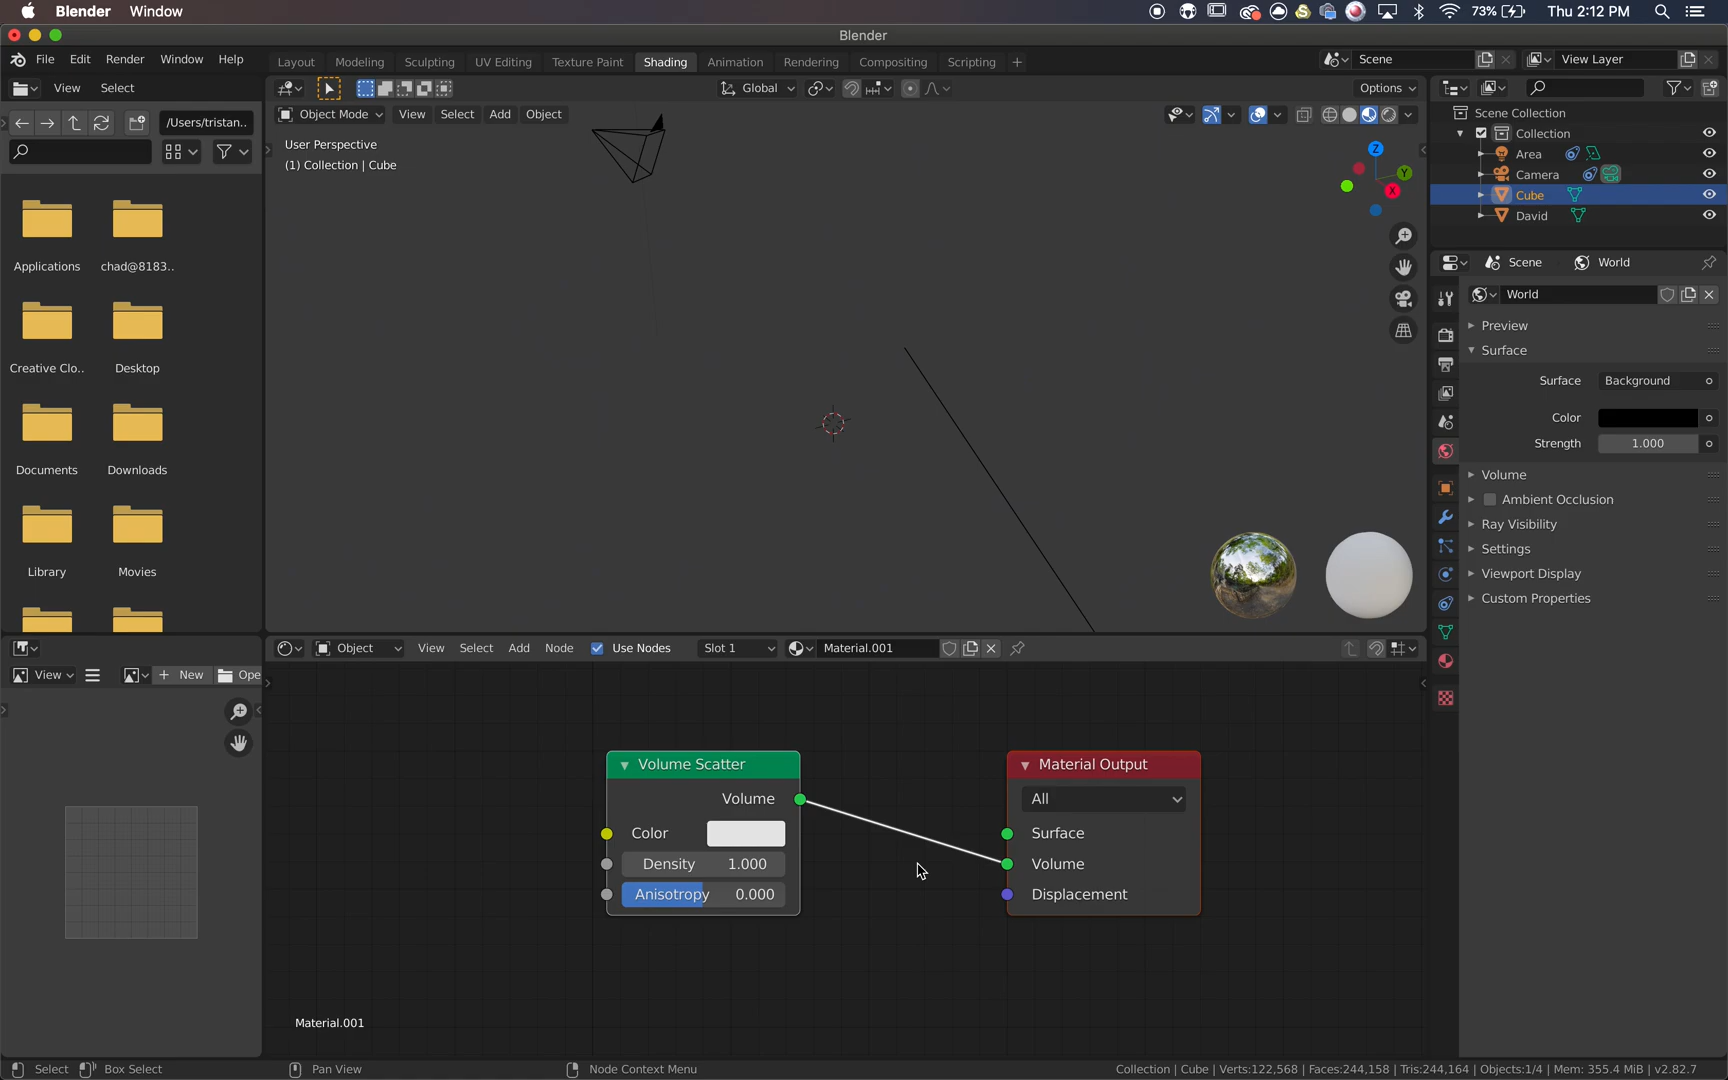 Blender Window
73% Thu 2:12 PM
Blender
File Edit Render Window Help
Layout Modeling Sculpting UV Editing Texture Paint Shading Animation Rendering Compositing Scripting +
Scene
View Layer
View Select
Global
Options
/Users/tristan..
Object Mode View Select Add Object
User Perspective
(1) Collection | Cube
Z
Y
X
Scene Collection
Collection
Area
Camera
Cube
David
Scene World
World
Preview
Surface
Surface Background
Color
Strength 1.000
Volume
Ambient Occlusion
Ray Visibility
Settings
Viewport Display
Custom Properties
Applications chad@8183..
Creative Clo.. Desktop
Documents Downloads
Library Movies
View + New Ope
Object View Select Add Node Use Nodes Slot 1 Material.001
Volume Scatter
Volume
Color
Density 1.000
Anisotropy 0.000
Material Output
All
Surface
Volume
Displacement
Material.001
Select Box Select Pan View Node Context Menu
Collection | Cube | Verts:122,568 | Faces:244,158 | Tris:244,164 | Objects:1/4 | Mem: 355.4 MiB | v2.82.7